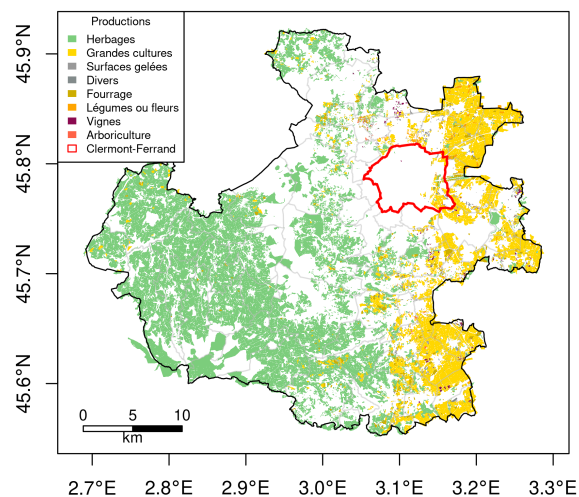 Productions
Herbages
Grandes cultures
Surfaces gelées
Divers
Fourrage
Légumes ou fleurs
Vignes
Arboriculture
Clermont-Ferrand
45.9°N
45.8°N
45.7°N
45.6°N
0 5 10
km
2.7°E 2.8°E 2.9°E 3.0°E 3.1°E 3.2°E 3.3°E